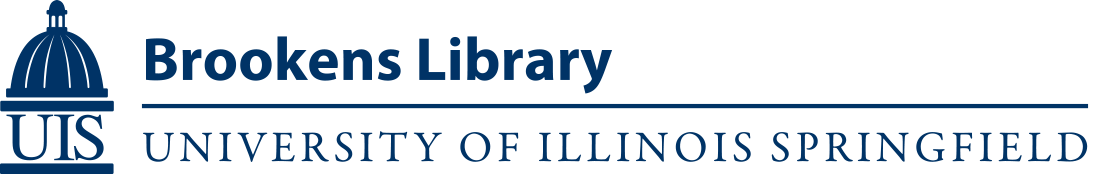 Brookens Library
UIS
UNIVERSITY OF ILLINOIS SPRINGFIELD